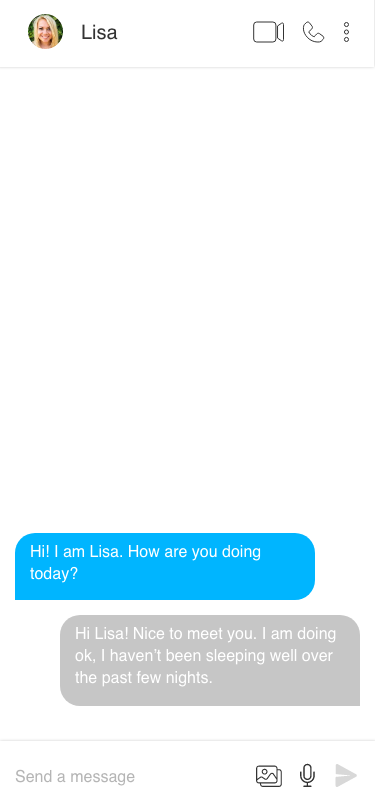 Lisa
Hi! I am Lisa. How are you doing
today?
Hi Lisa! Nice to meet you. I am doing
ok, I haven’t been sleeping well over
the past few nights.
Send a message